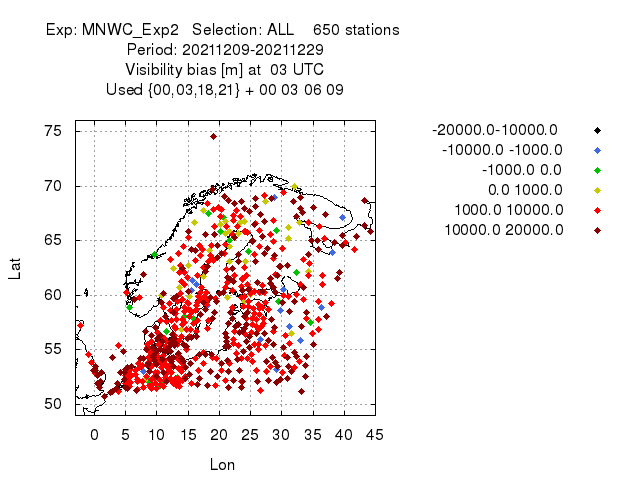 Exp: MNWC_Exp2   Selection: ALL    650 stations
Period: 20211209-20211229
Visibility bias [m] at  03 UTC
Used {00,03,18,21} + 00 03 06 09
-20000.0-10000.0
-10000.0 -1000.0
-1000.0 0.0
0.0 1000.0
1000.0 10000.0
10000.0 20000.0
75
70
65
60
55
50
Lat
0 5 10 15 20 25 30 35 40 45
Lon